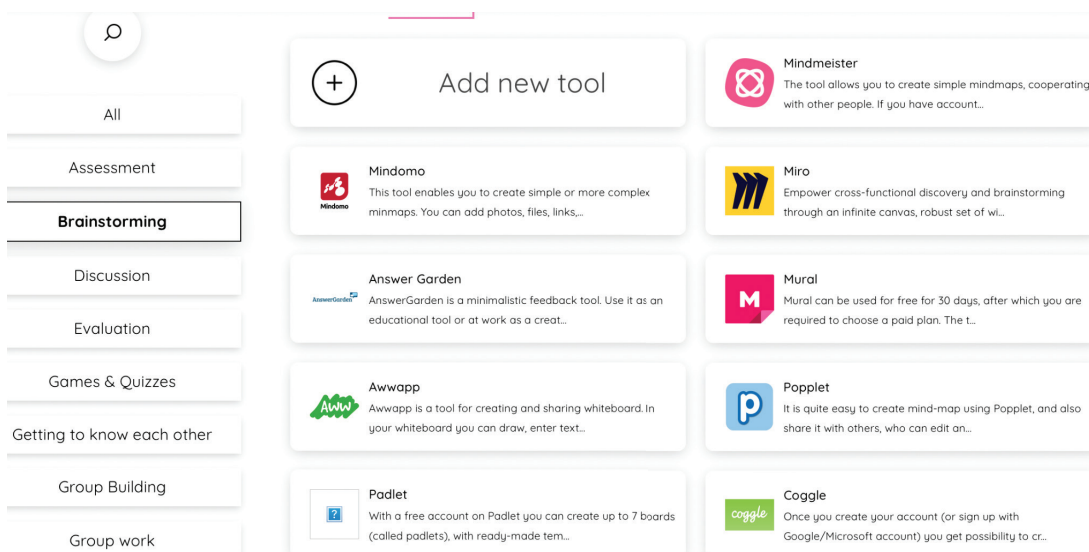 All
Assessment
Brainstorming
Discussion
Evaluation
Games & Quizzes
Getting to know each other
Group Building
Group work
Add new tool
Mindmeister
The tool allows you to create simple mindmaps, cooperating
with other people. If you have account...
Mindomo
Mindomo
This tool enables you to create simple or more complex
minmaps. You can add photos, files, links,...
Miro
Empower cross-functional discovery and brainstorming
through an infinite canvas, robust set of wi...
AnswerGarden
Answer Garden
AnswerGarden is a minimalistic feedback tool. Use it as an
educational tool or at work as a creat...
M
Mural
Mural can be used for free for 30 days, after which you are
required to choose a paid plan. The t...
AWW
Awwapp
Awwapp is a tool for creating and sharing whiteboard. In
your whiteboard you can draw, enter text...
p
Popplet
It is quite easy to create mind-map using Popplet, and also
share it with others, who can edit an...
?
Padlet
With a free account on Padlet you can create up to 7 boards
(called padlets), with ready-made tem...
coggle
Coggle
Once you create your account (or sign up with
Google/Microsoft account) you get possibility to cr...